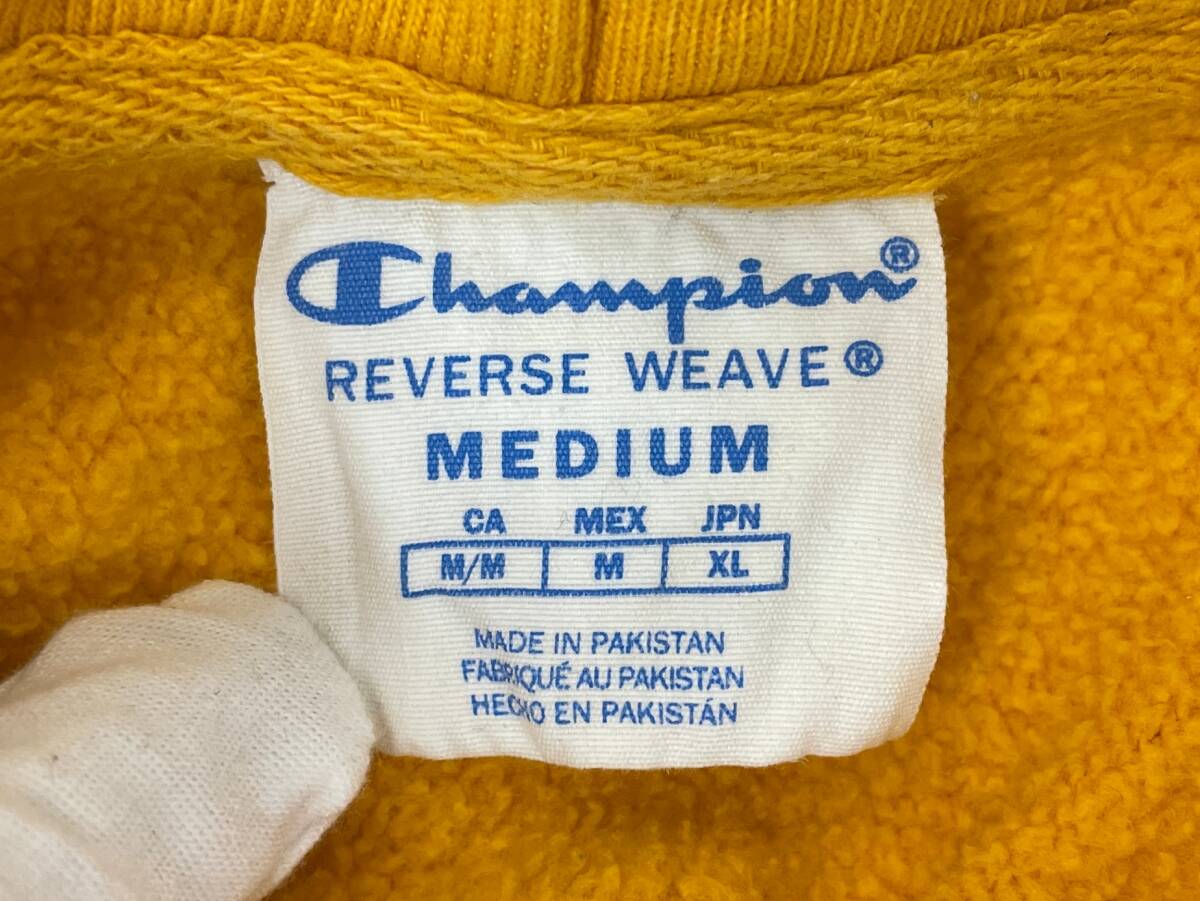 Champion®
REVERSE WEAVE®
MEDIUM
CA MEX JPN
M/M M XL
MADE IN PAKISTAN
FABRIQUÉ AU PAKISTAN
HECHO EN PAKISTÁN